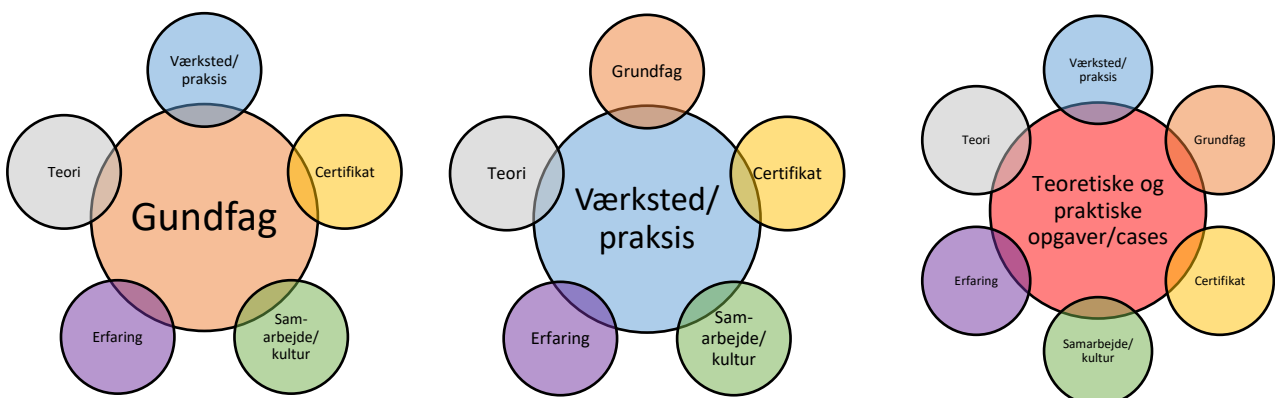 Værksted/
praksis
Teori
Certifikat
Gundfag
Erfaring
Sam-
arbejde/
kultur
Grundfag
Teori
Certifikat
Værksted/
praksis
Erfaring
Sam-
arbejde/
kultur
Værksted/
praksis
Teori
Grundfag
Teoretiske og
praktiske
opgaver/cases
Erfaring
Certifikat
Samarbejde/
kultur